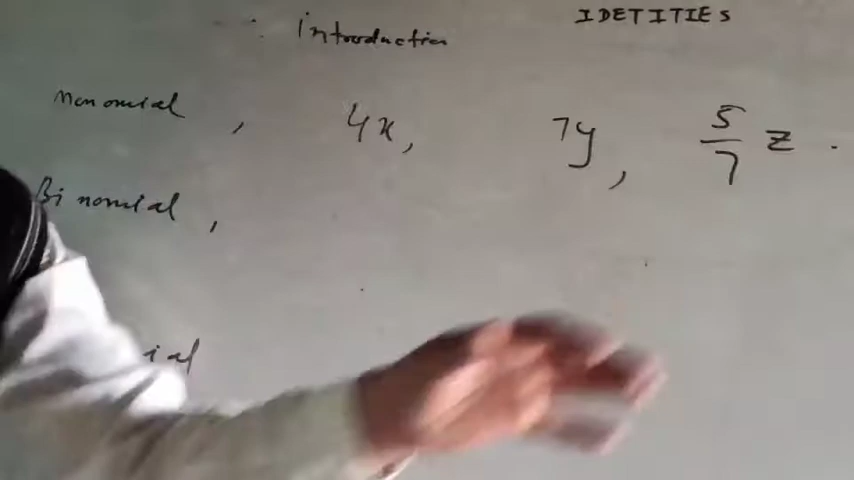 IDETITIES
: Introduction
Monomial , 4x, 7y, 5/7 z .
Binomial ,
ial